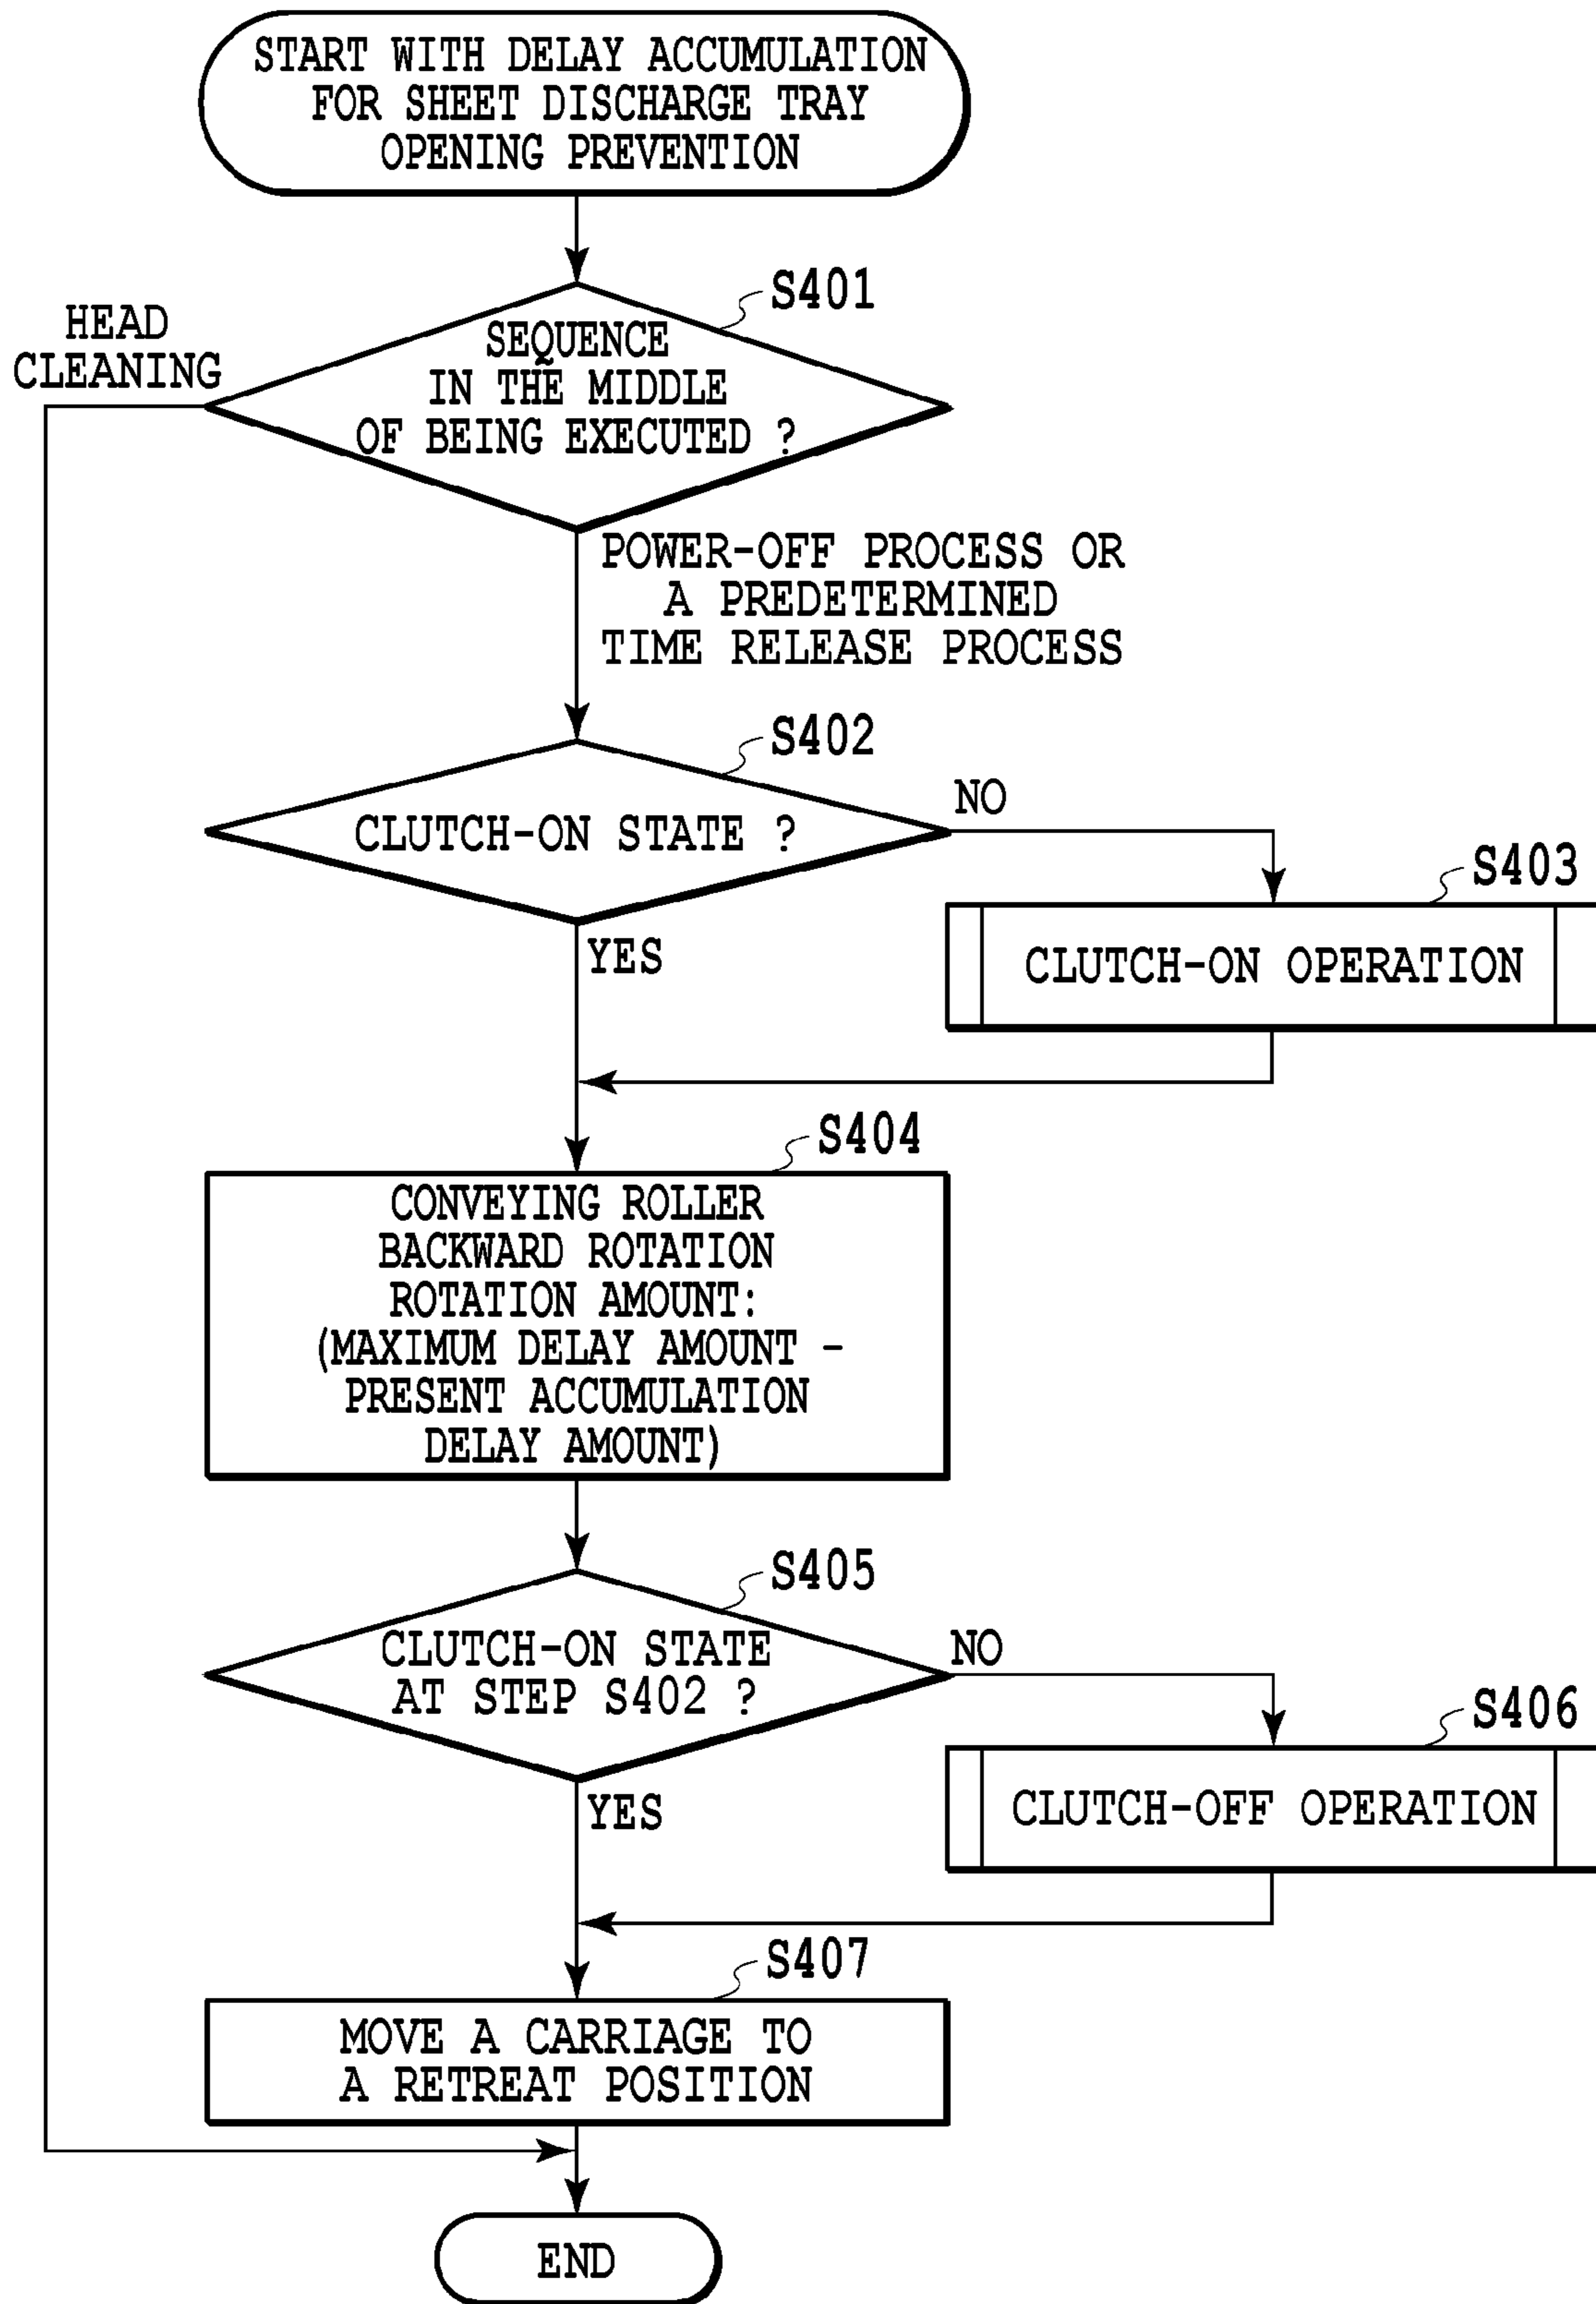 START WITH DELAY ACCUMULATION
FOR SHEET DISCHARGE TRAY
OPENING PREVENTION
S401
HEAD
CLEANING
SEQUENCE
IN THE MIDDLE
OF BEING EXECUTED ?
POWER-OFF PROCESS OR
A PREDETERMINED
TIME RELEASE PROCESS
S402
CLUTCH-ON STATE ?
NO
S403
CLUTCH-ON OPERATION
YES
S404
CONVEYING ROLLER
BACKWARD ROTATION
ROTATION AMOUNT:
(MAXIMUM DELAY AMOUNT -
PRESENT ACCUMULATION
DELAY AMOUNT)
S405
CLUTCH-ON STATE
AT STEP S402 ?
NO
S406
CLUTCH-OFF OPERATION
YES
S407
MOVE A CARRIAGE TO
A RETREAT POSITION
END